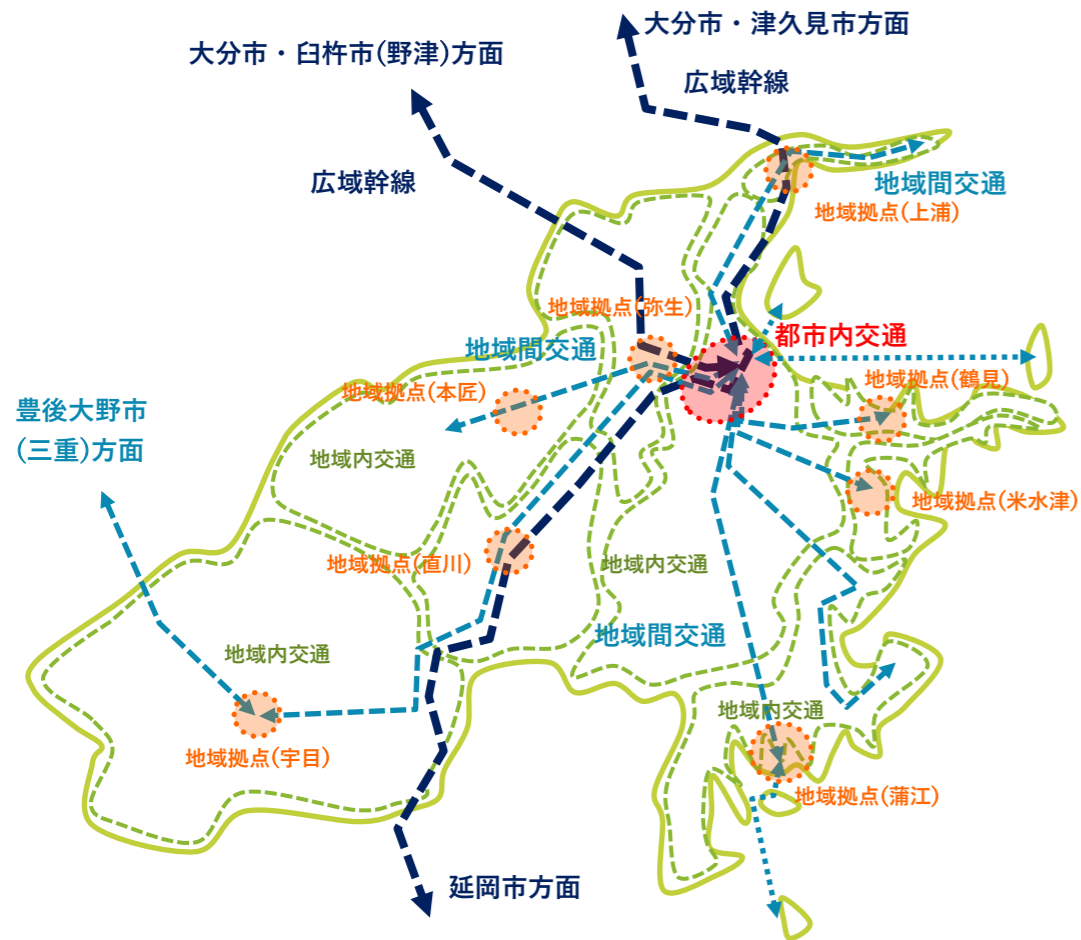 大分市・津久見市方面
大分市・臼杵市(野津)方面
広域幹線
広域幹線
地域間交通
地域拠点(上浦)
地域拠点(弥生)
都市内交通
地域間交通
地域拠点(鶴見)
地域拠点(本匠)
豊後大野市
(三重)方面
地域内交通
地域拠点(米水津)
地域拠点(直川)
地域内交通
地域間交通
地域内交通
地域内交通
地域拠点(宇目)
地域拠点(蒲江)
延岡市方面